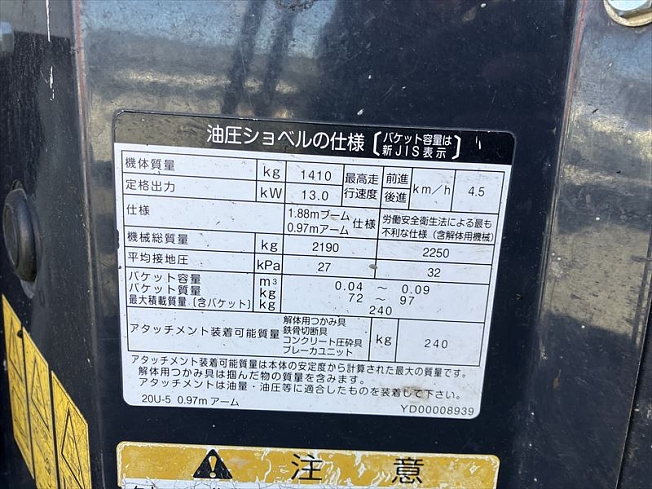 油圧ショベルの仕様 [バケット容量は新JIS表示]
機体質量 kg 1410 最高走行速度 前進 後進 km/h 4.5
定格出力 kW 13.0
仕様 1.88mブーム 0.97mアーム 仕様 労働安全衛生法による最も不利な仕様(含解体用機械)
機械総質量 kg 2190 2250
平均接地圧 kPa 27 32
バケット容量 m³ 0.04 ~ 0.09
バケット質量 kg 72 ~ 97
最大積載質量[含バケット] kg 240
アタッチメント装着可能質量 解体用つかみ具 鉄骨切断具 コンクリート圧砕具 ブレーカユニット kg 240
アタッチメント装着可能質量は本体の安定度から計算された最大の質量です。
解体用つかみ具は掴んだ物の質量を含みます。
アタッチメントは油量・油圧等に適合したものを装着して下さい。
20U-5 0.97mアーム YD00008939
注意